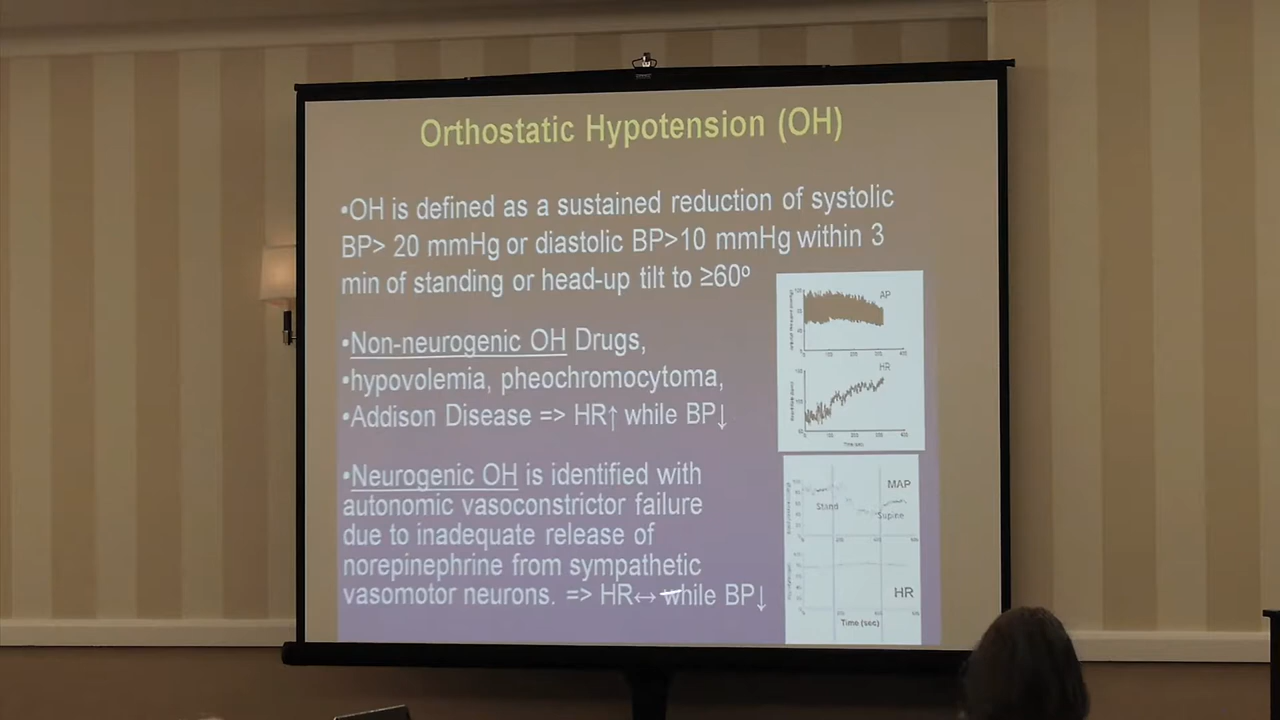 Orthostatic Hypotension (OH)
•OH is defined as a sustained reduction of systolic
BP> 20 mmHg or diastolic BP>10 mmHg within 3
min of standing or head-up tilt to ≥60º
•Non-neurogenic OH Drugs,
•hypovolemia, pheochromocytoma,
•Addison Disease => HR↑ while BP↓
•Neurogenic OH is identified with
autonomic vasoconstrictor failure
due to inadequate release of
norepinephrine from sympathetic
vasomotor neurons. => HR↔ while BP↓
AP
HR
Time sec
MAP
Stand
Supine
HR
Time (sec)